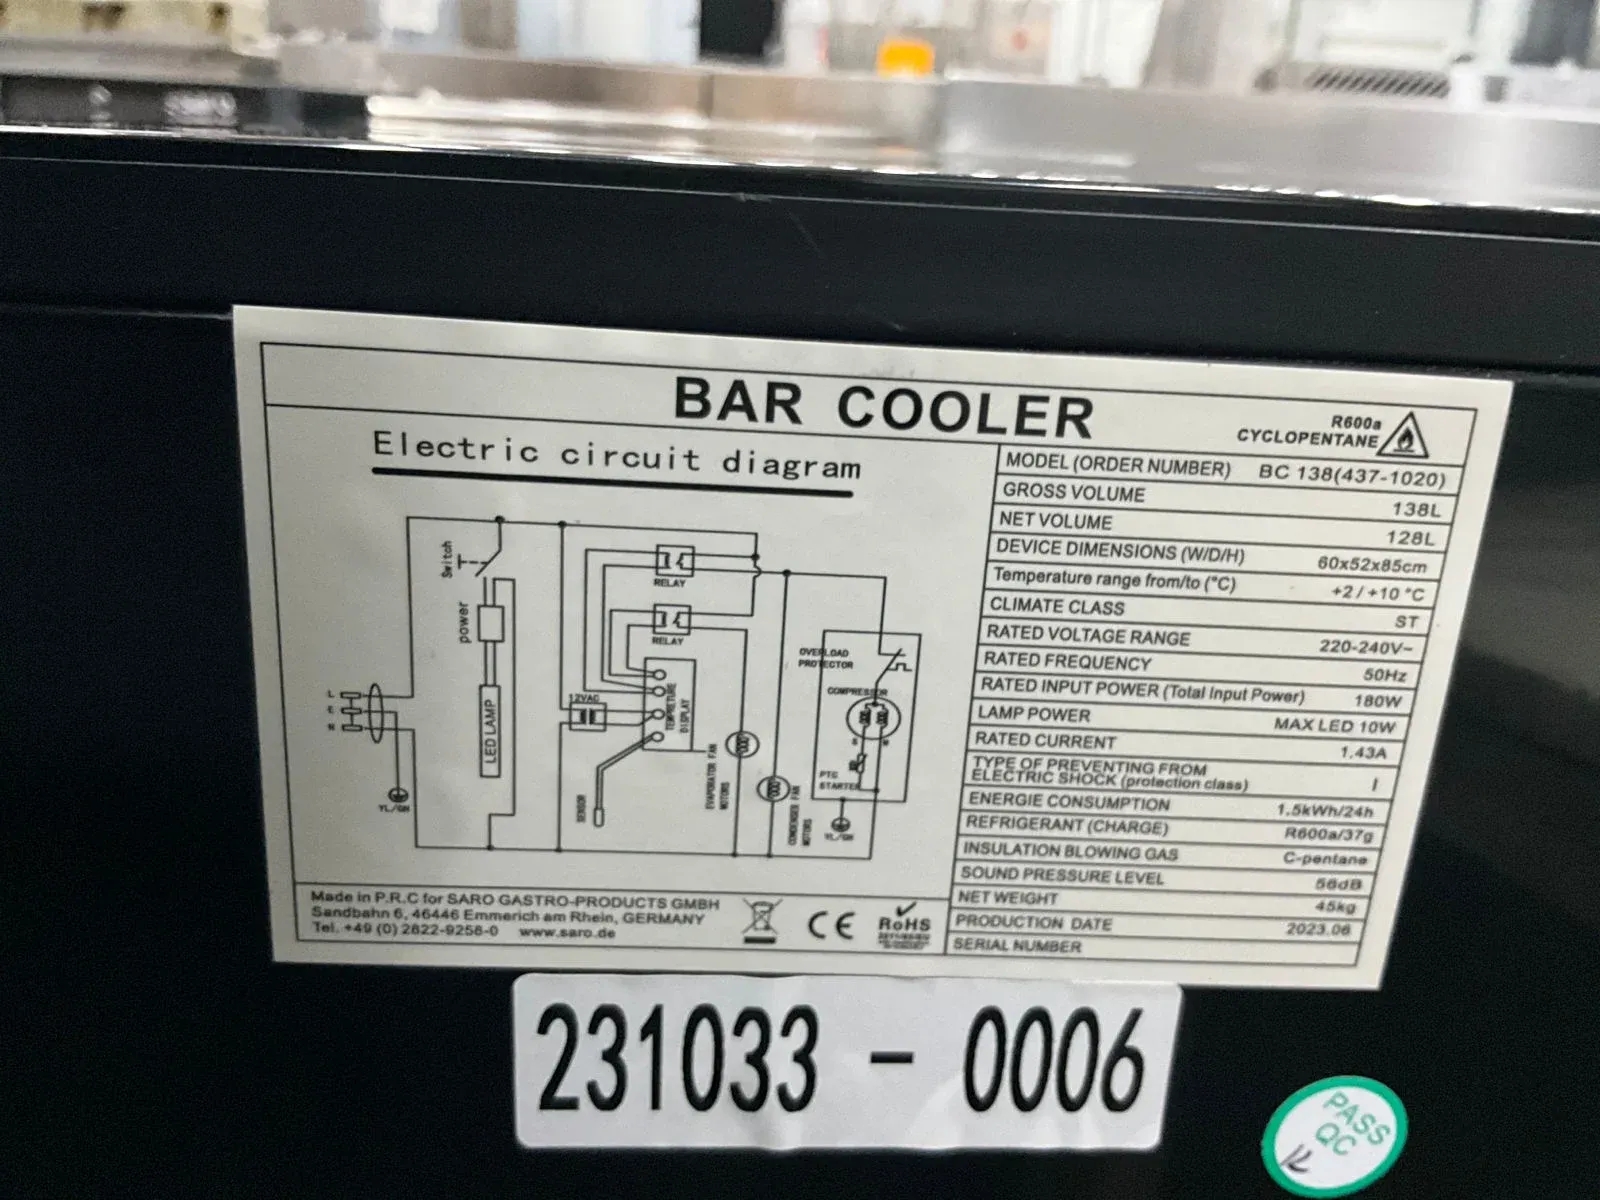 BAR COOLER
R600a
CYCLOPENTANE
Electric circuit diagram
Switch
power
LED LAMP
L
E
N
YL/GN
12VAC
SENSOR
RELAY
RELAY
TEMPRETURE
DISPLAY
EVAPORATOR FAN
MOTORS
CONDENSER FAN
MOTORS
OVERLOAD
PROTECTOR
COMPRESSOR
PTC
STARTER
YL/GN
MODEL (ORDER NUMBER) BC 138(437-1020)
GROSS VOLUME 138L
NET VOLUME 128L
DEVICE DIMENSIONS (W/D/H) 60x52x85cm
Temperature range from/to (°C) +2 / +10 °C
CLIMATE CLASS ST
RATED VOLTAGE RANGE 220-240V~
RATED FREQUENCY 50Hz
RATED INPUT POWER (Total Input Power) 180W
LAMP POWER MAX LED 10W
RATED CURRENT 1.43A
TYPE OF PREVENTING FROM
ELECTRIC SHOCK (protection class) I
ENERGIE CONSUMPTION 1.5kWh/24h
REFRIGERANT (CHARGE) R600a/37g
INSULATION BLOWING GAS C-pentane
SOUND PRESSURE LEVEL 56dB
NET WEIGHT 45kg
PRODUCTION DATE 2023.06
SERIAL NUMBER
Made in P.R.C for SARO GASTRO-PRODUCTS GMBH
Sandbahn 6, 46446 Emmerich am Rhein, GERMANY
Tel. +49 (0) 2822-9258-0 www.saro.de
CE
RoHS
231033 - 0006
PASS
QC